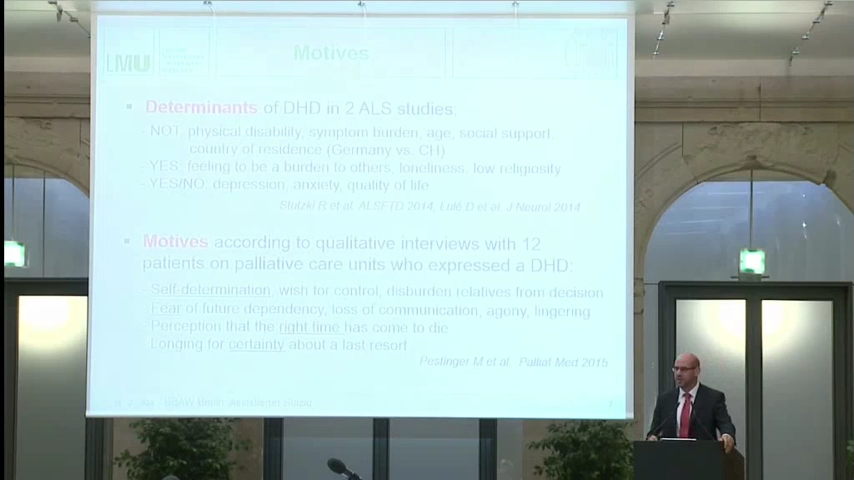 LMU
Motives
Determinants of DHD in 2 ALS studies:
NOT: physical disability, symptom burden, age, social support,
country of residence (Germany vs. CH)
YES: feeling to be a burden to others, loneliness, low religiosity
YES/NO: depression, anxiety, quality of life
Stutzki R et al. ALSFTD 2014, Lulé D et al. J Neurol 2014
Motives according to qualitative interviews with 12
patients on palliative care units who expressed a DHD:
Self-determination: wish for control, disburden relatives from decision
Fear of future dependency, loss of communication, agony, lingering
Perception that the right time has come to die
Longing for certainty about a last resort
Pestinger M et al. Palliat Med 2015